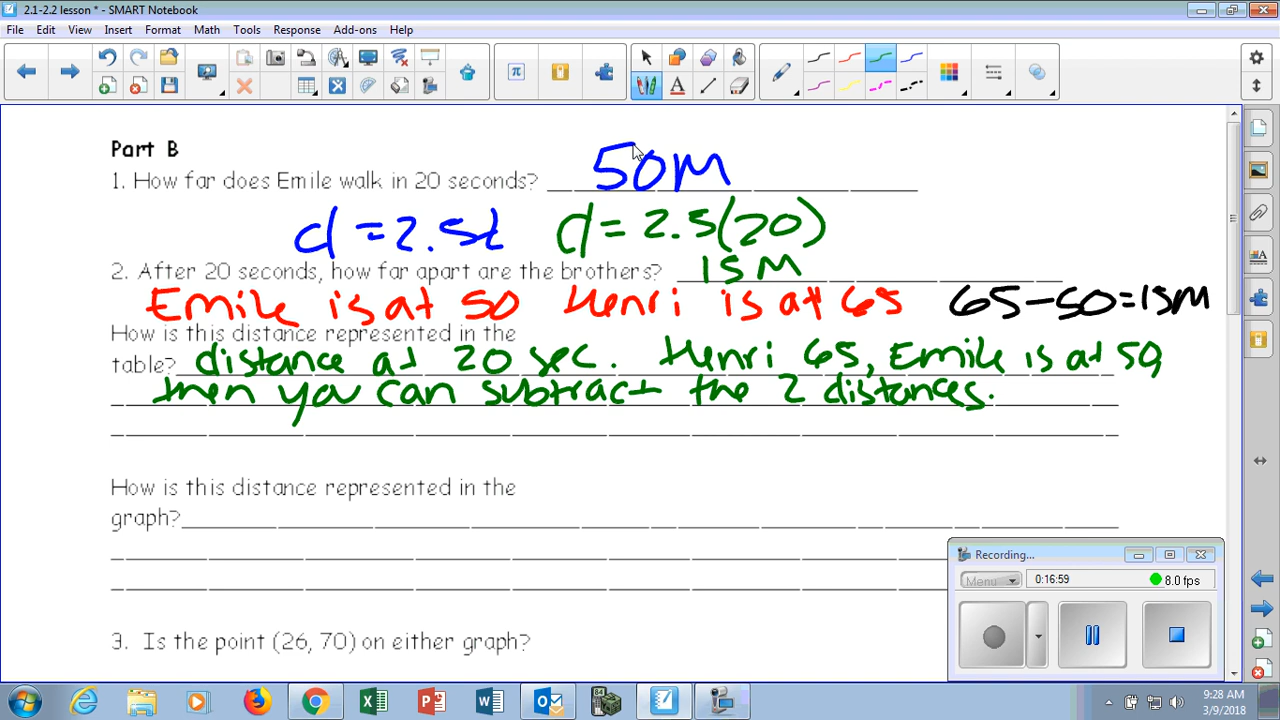 2.1-2.2 lesson * - SMART Notebook
File Edit View Insert Format Math Tools Response Add-ons Help
Part B
50M
1. How far does Emile walk in 20 seconds?
d = 2.5t d = 2.5(20)
2. After 20 seconds, how far apart are the brothers? 15M
Emile is at 50 Henri is at 65 65-50=15M
How is this distance represented in the
table? distance at 20 sec. Henri 65, Emile is at 50,
then you can subtract the 2 distances.
How is this distance represented in the
graph?
3. Is the point (26, 70) on either graph?
Recording...
Menu 0:16:59 8.0 fps
9:28 AM
3/9/2018